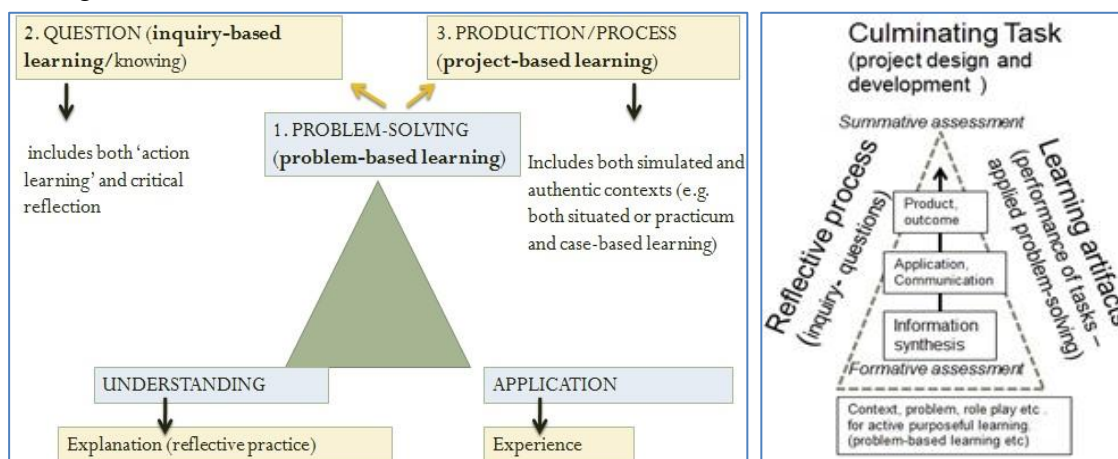 2. QUESTION (inquiry-based
learning/knowing)
3. PRODUCTION/PROCESS
(project-based learning)
1. PROBLEM-SOLVING
(problem-based learning)
includes both ‘action
learning’ and critical
reflection
Includes both simulated and
authentic contexts (e.g.
both situated or practicum
and case-based learning)
UNDERSTANDING
APPLICATION
Explanation (reflective practice)
Experience
Culminating Task
(project design and
development )
Summative assessment
Reflective process
(inquiry- questions)
Learning artifacts
(performance of tasks –
applied problem-solving)
Product,
outcome
Application,
Communication
Information
synthesis
Formative assessment
Context, problem, role play etc .
for active purposeful learning.
(problem-based learning etc)